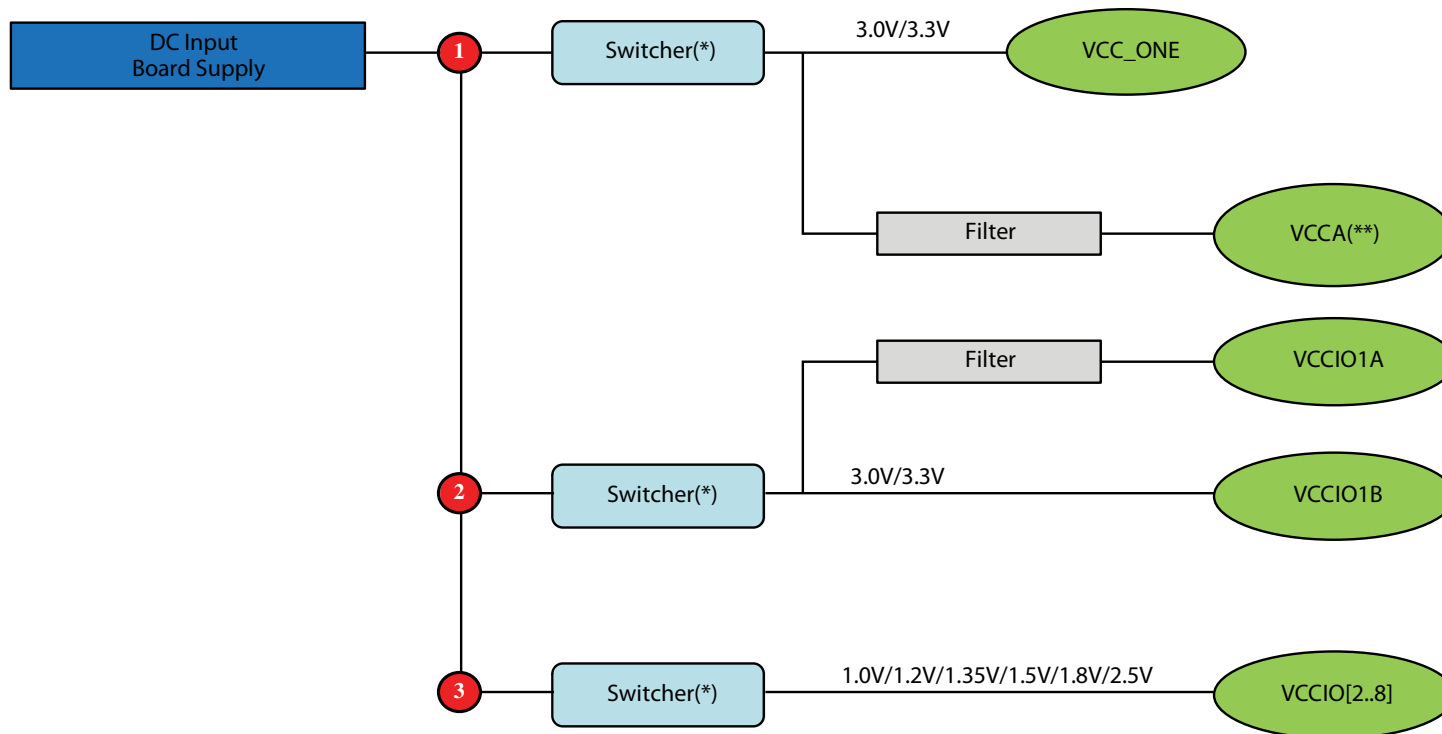 DC Input
Board Supply
1
Switcher(*)
3.0V/3.3V
VCC_ONE
Filter
VCCA(**)
Filter
VCCIO1A
2
Switcher(*)
3.0V/3.3V
VCCIO1B
3
Switcher(*)
1.0V/1.2V/1.35V/1.5V/1.8V/2.5V
VCCIO[2..8]